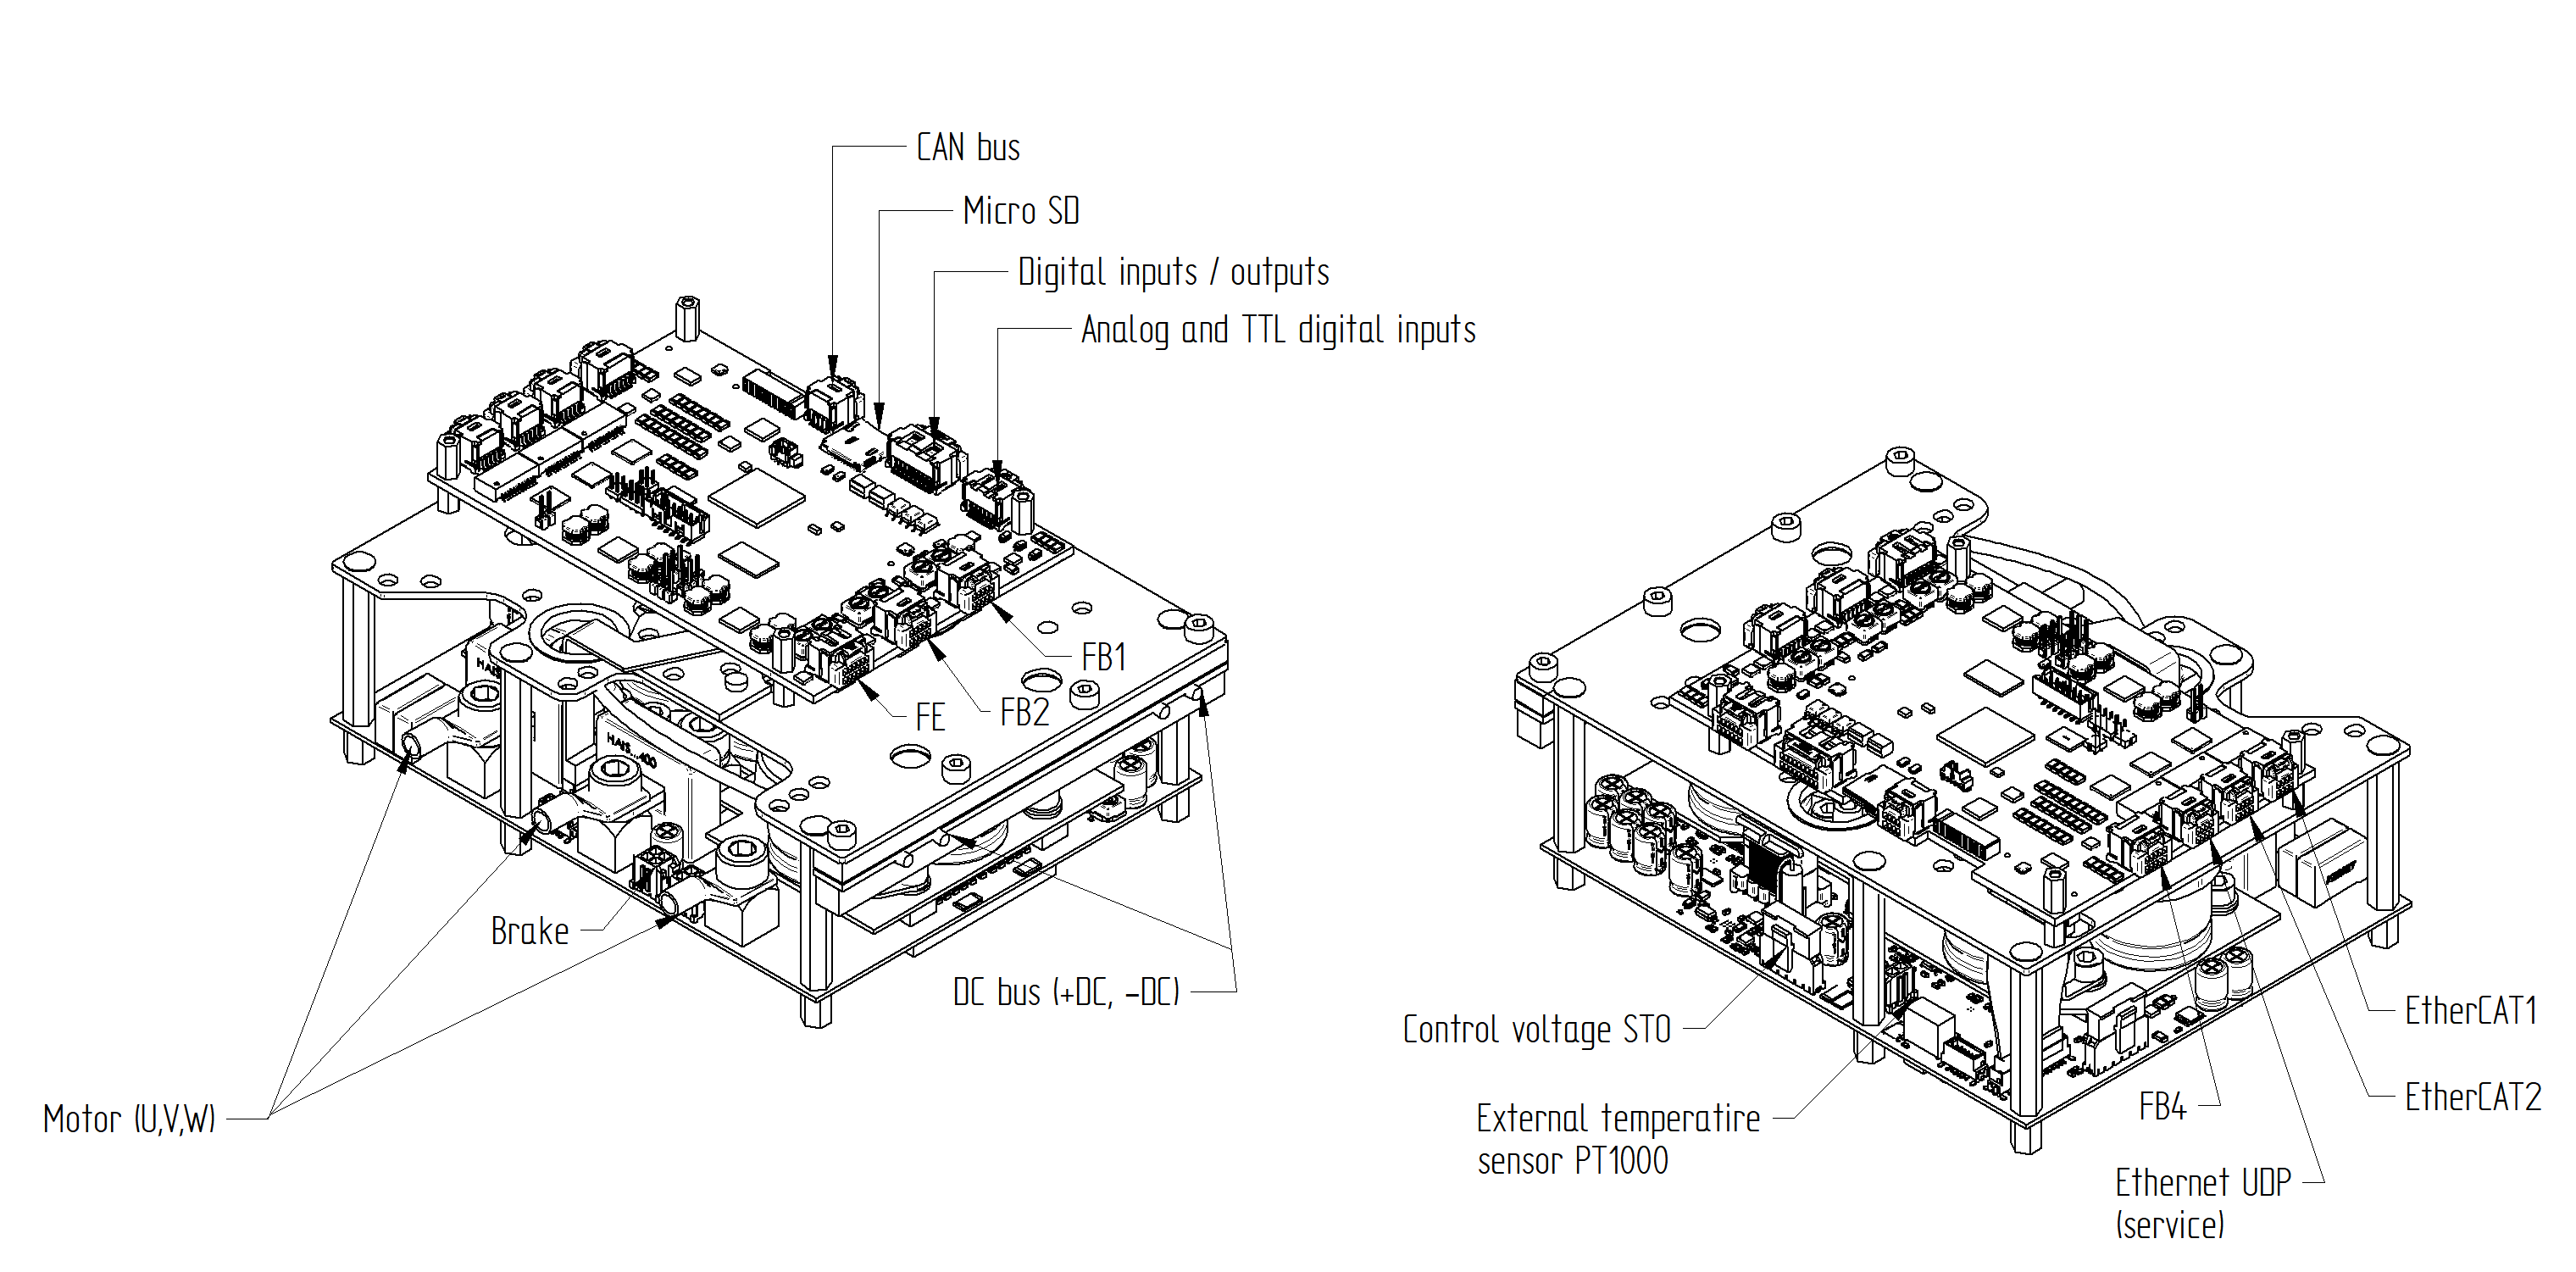 CAN bus
Micro SD
Digital inputs / outputs
Analog and TTL digital inputs
FB1
FB2
FE
Brake
DC bus (+DC, -DC)
Motor (U,V,W)
Control voltage STO
External temperatire
sensor PT1000
EtherCAT1
EtherCAT2
FB4
Ethernet UDP
(service)